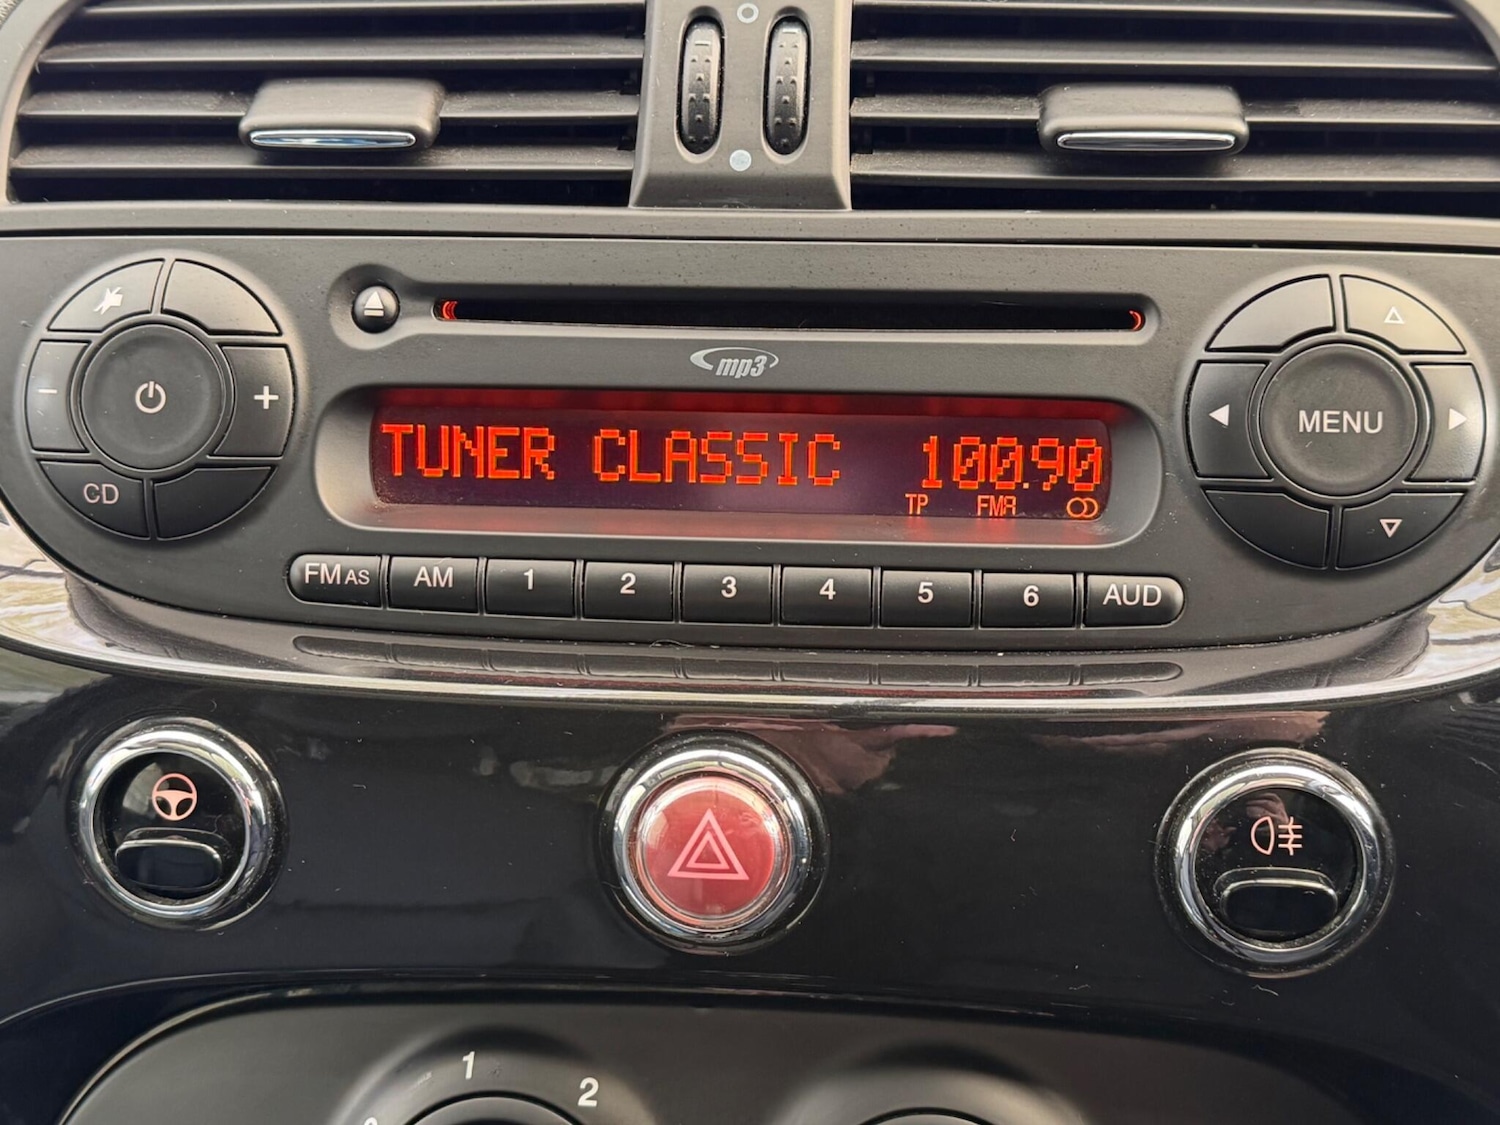 mp3
TUNER CLASSIC 100.90
TP FMA
MENU
CD
FM AS AM 1 2 3 4 5 6 AUD
1 2